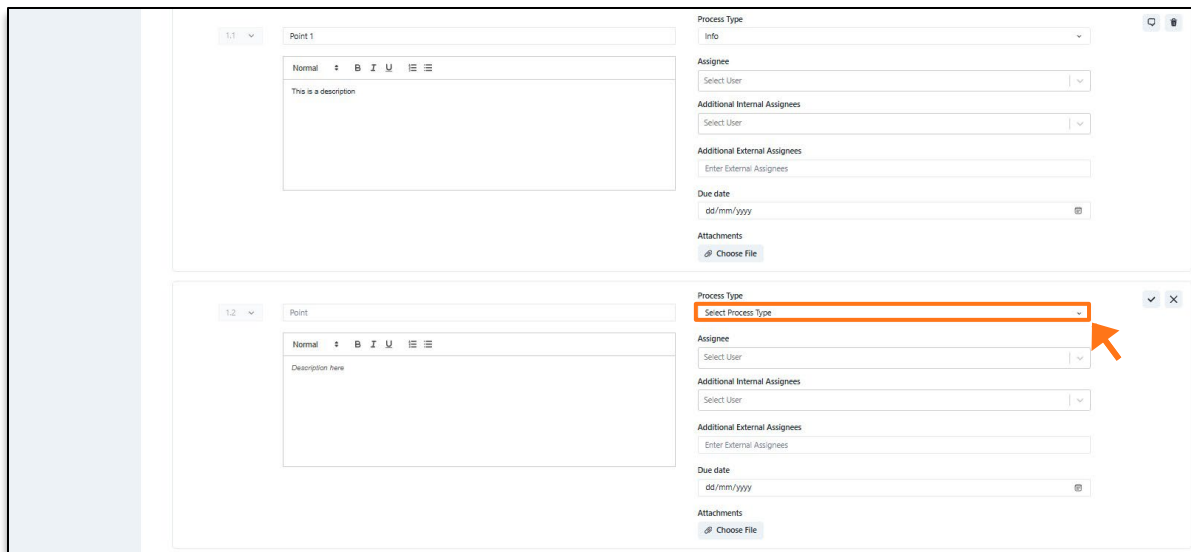 Process Type
1.1 Point 1 Info
Normal B I U
Assignee
Select User
This is a description
Additional Internal Assignees
Select User
Additional External Assignees
Enter External Assignees
Due date
dd/mm/yyyy
Attachments
Choose File
Process Type
1.2 Point Select Process Type
Assignee
Normal B I U
Select User
Description here
Additional Internal Assignees
Select User
Additional External Assignees
Enter External Assignees
Due date
dd/mm/yyyy
Attachments
Choose File